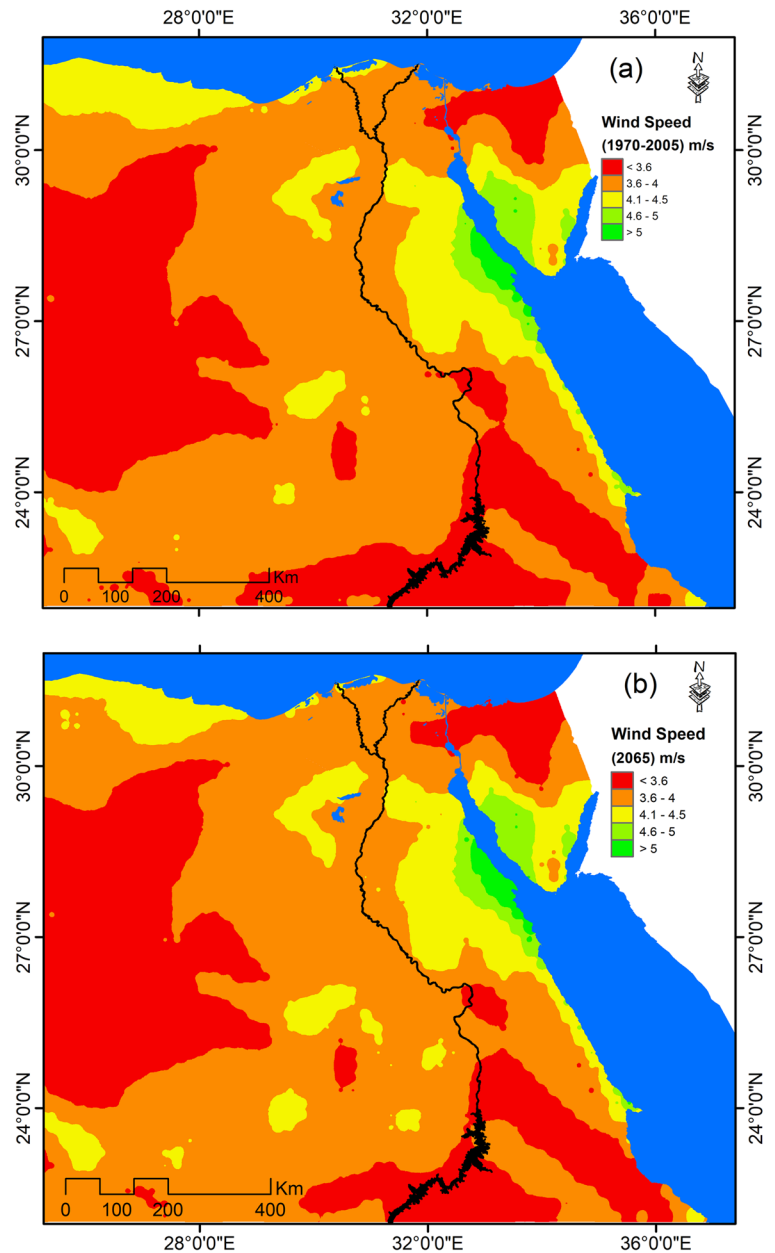 28°0'0"E 32°0'0"E 36°0'0"E
(a)
N
Wind Speed
(1970-2005) m/s
< 3.6
3.6 - 4
4.1 - 4.5
4.6 - 5
> 5
30°0'0"N
30°0'0"N
27°0'0"N
27°0'0"N
24°0'0"N
24°0'0"N
Km
0 100 200 400
(b)
N
Wind Speed
(2065) m/s
< 3.6
3.6 - 4
4.1 - 4.5
4.6 - 5
> 5
30°0'0"N
30°0'0"N
27°0'0"N
27°0'0"N
24°0'0"N
24°0'0"N
Km
0 100 200 400
28°0'0"E 32°0'0"E 36°0'0"E